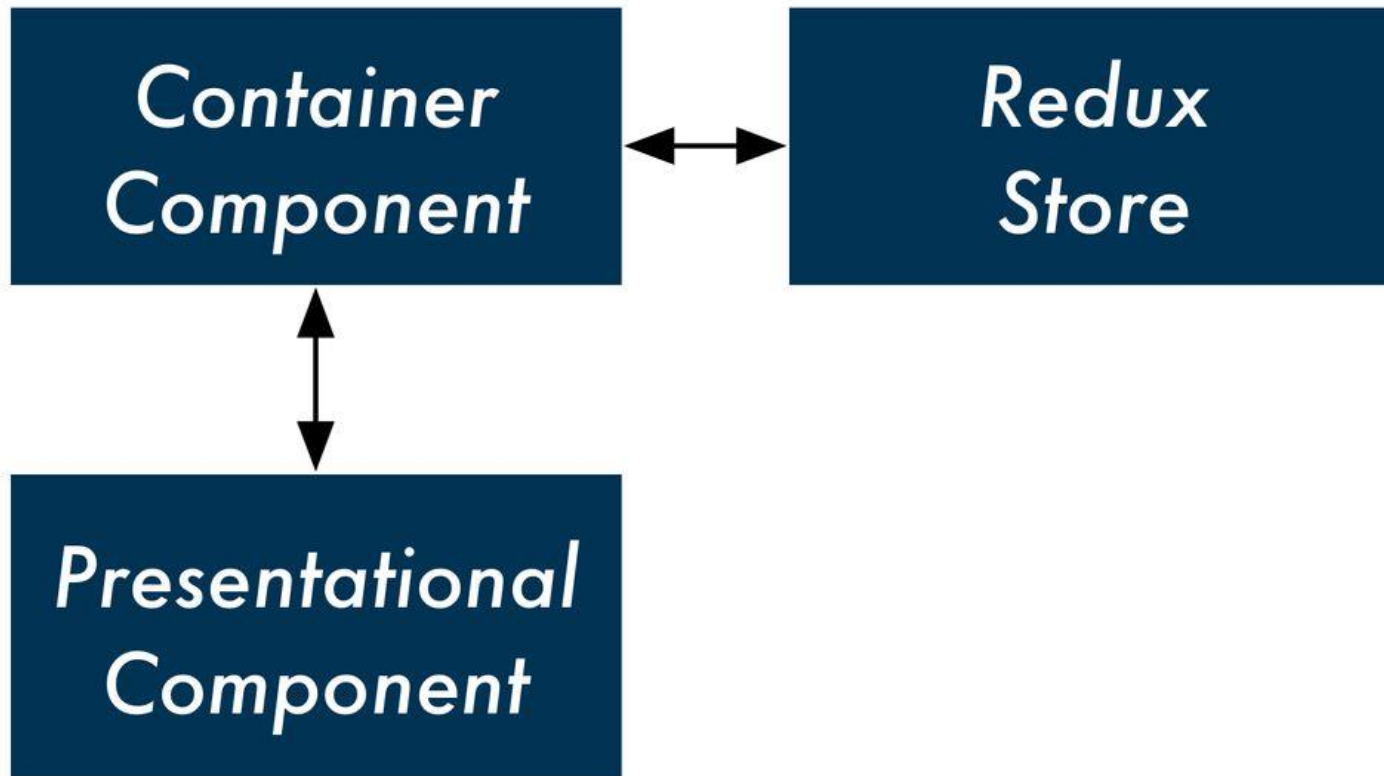 Container
Component
Redux
Store
Presentational
Component